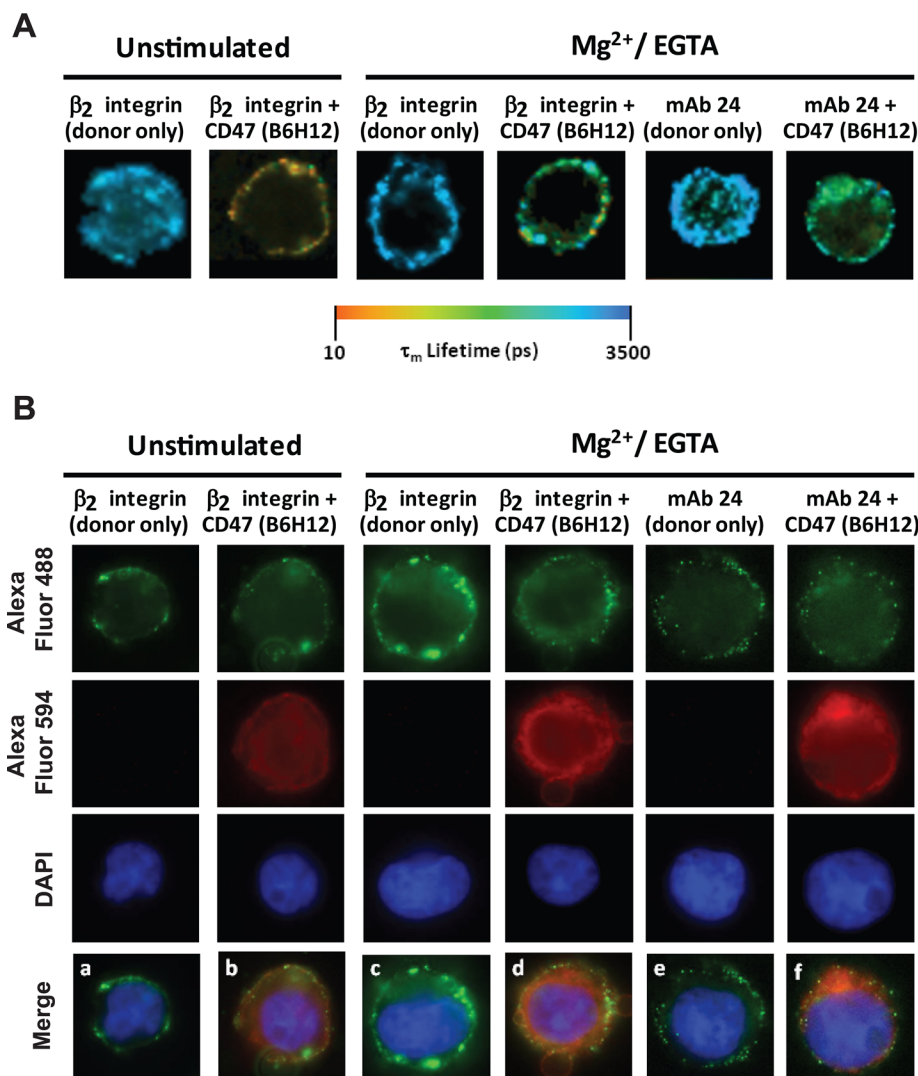 A
Unstimulated
Mg²⁺/ EGTA
β₂ integrin
(donor only)
β₂ integrin +
CD47 (B6H12)
β₂ integrin
(donor only)
β₂ integrin +
CD47 (B6H12)
mAb 24
(donor only)
mAb 24 +
CD47 (B6H12)
10
τₘ Lifetime (ps)
3500
B
Unstimulated
Mg²⁺/ EGTA
β₂ integrin
(donor only)
β₂ integrin +
CD47 (B6H12)
β₂ integrin
(donor only)
β₂ integrin +
CD47 (B6H12)
mAb 24
(donor only)
mAb 24 +
CD47 (B6H12)
Alexa
Fluor 488
Alexa
Fluor 594
DAPI
Merge
a
b
c
d
e
f